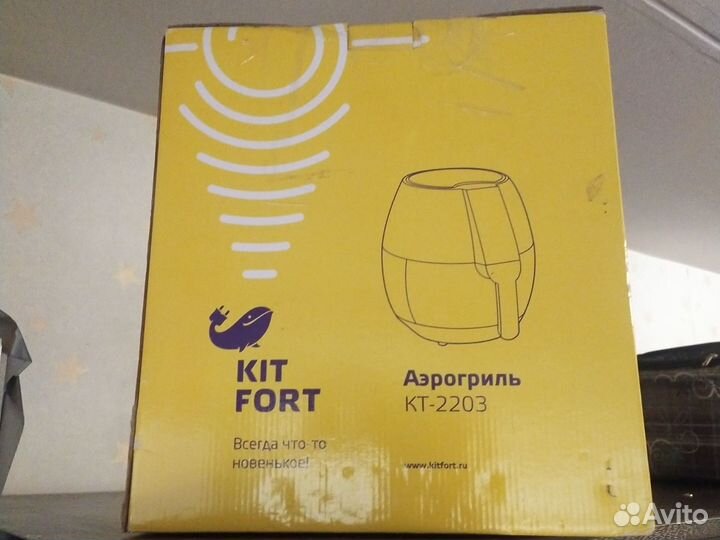 KIT
FORT
Всегда что-то
новенькое!
Аэрогриль
КТ-2203
www.kitfort.ru
Avito